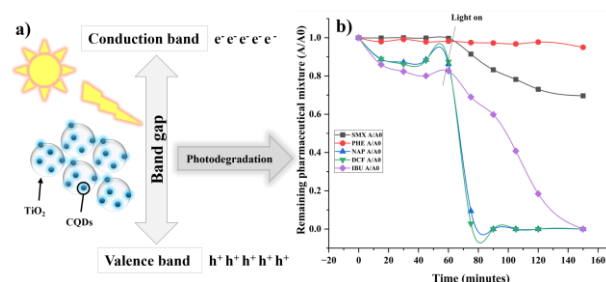 a)
Conduction band
e⁻ e⁻ e⁻ e⁻ e⁻
Band gap
TiO₂
CQDs
Photodegradation
Valence band
h⁺ h⁺ h⁺ h⁺ h⁺
b)
Light on
Remaining pharmaceutical mixture (A/A0)
1.0
0.8
0.6
0.4
0.2
0.0
SMX A/A0
PHE A/A0
NAP A/A0
DCF A/A0
IBU A/A0
-20 0 20 40 60 80 100 120 140 160
Time (minutes)